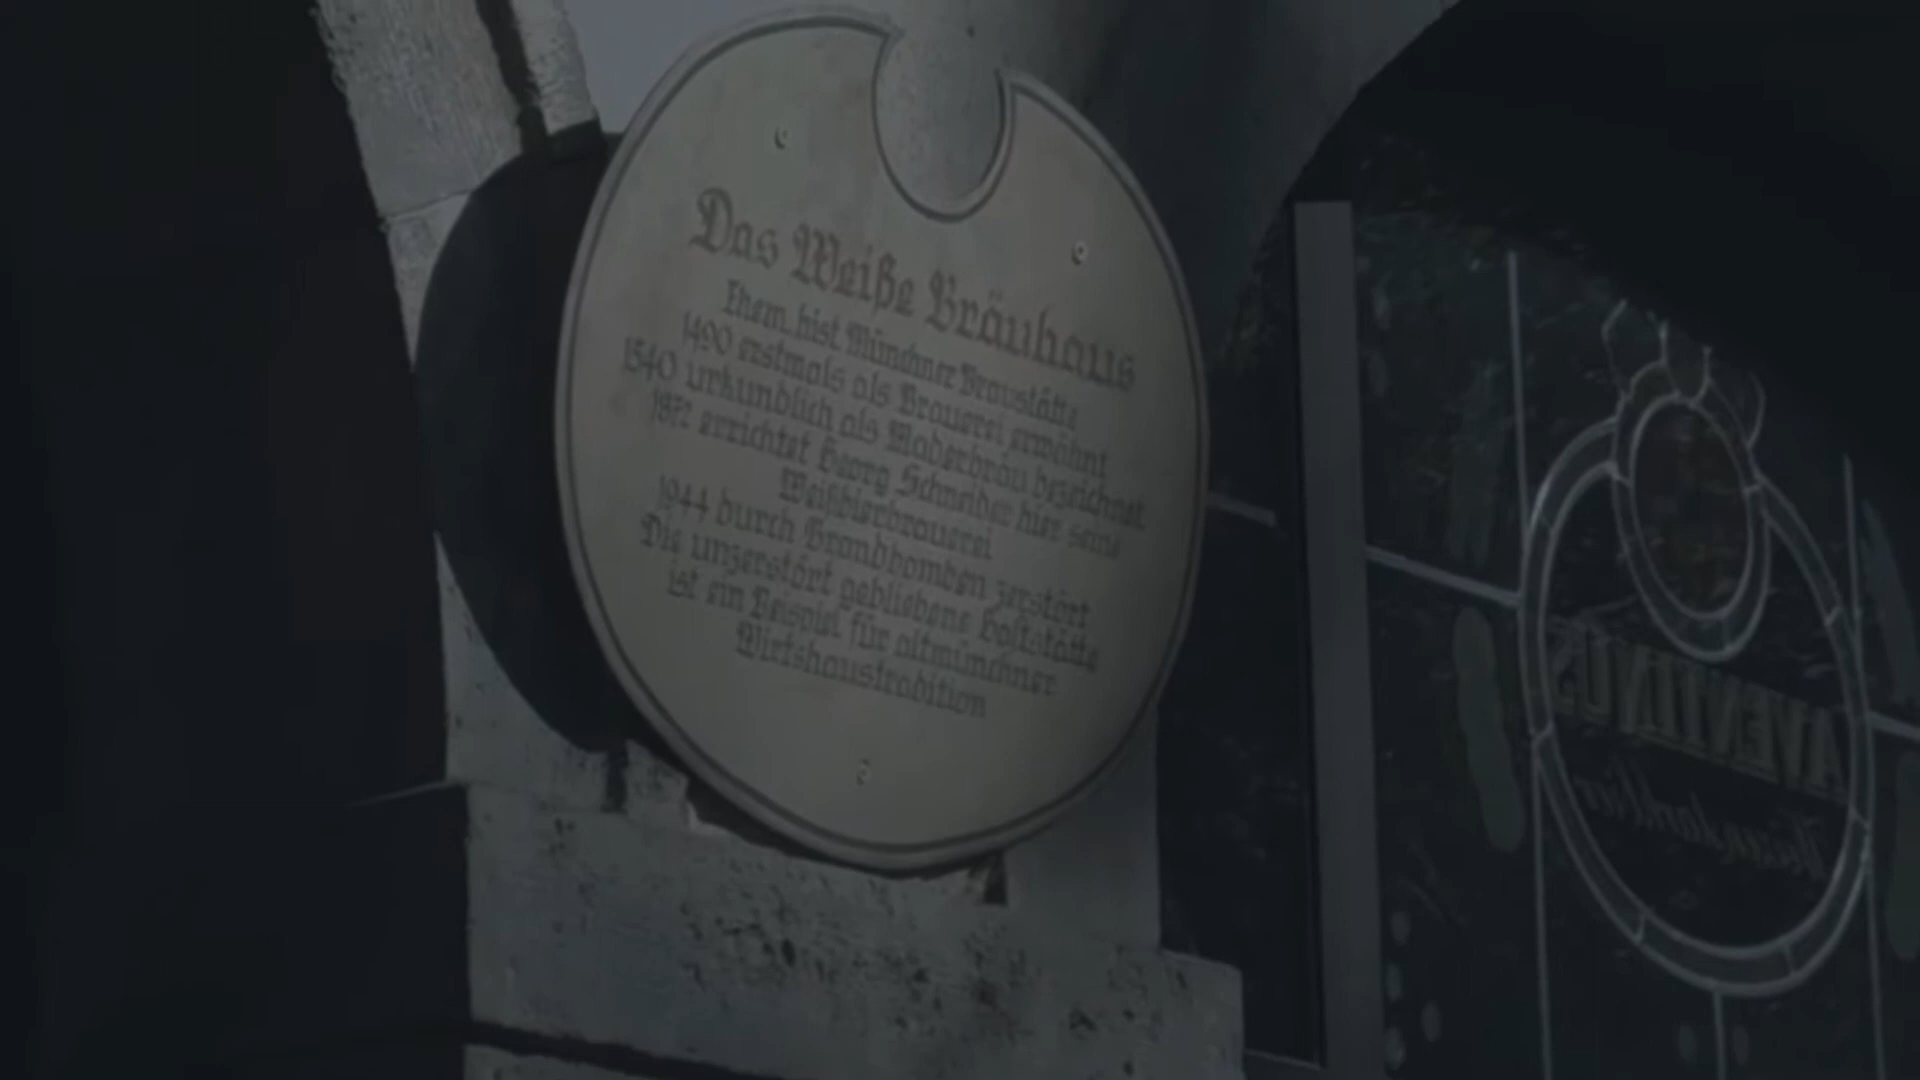 Das Weiße Bräuhaus
Ehem. hist Münchner Braustätte
1490 erstmals als Brauerei erwähnt
1540 urkundlich als Maderbräu bezeichnet
1872 errichtet Georg Schneider hier seine
Weißbierbrauerei
1944 durch Brandbomben zerstört
Die unzerstört gebliebene Gaststätte
ist ein Beispiel für altmünchner
Wirtshaustradition
AVENTINUS